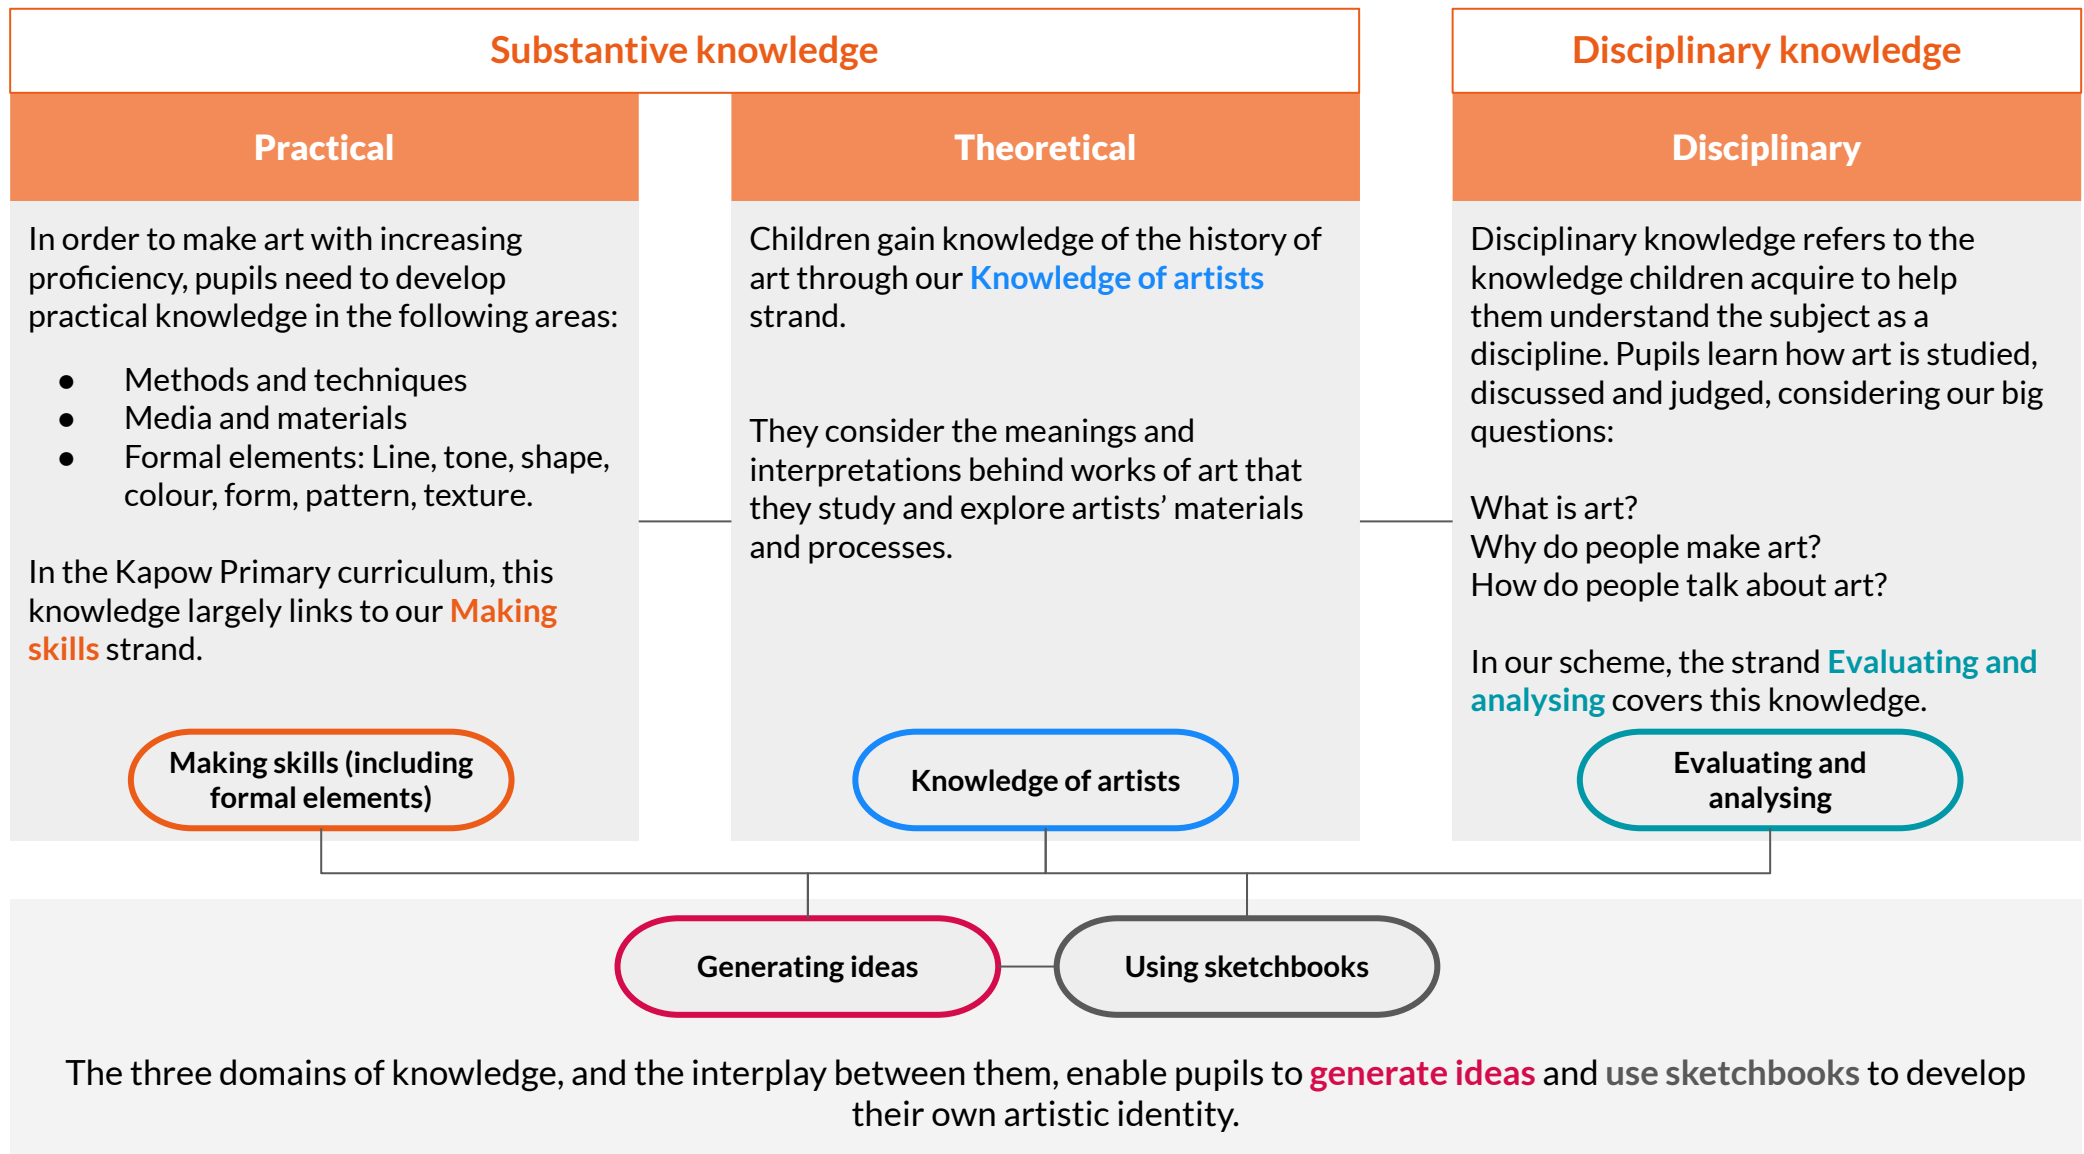 Substantive knowledge
Disciplinary knowledge
Practical
In order to make art with increasing
proficiency, pupils need to develop
practical knowledge in the following areas:
● Methods and techniques
● Media and materials
● Formal elements: Line, tone, shape,
colour, form, pattern, texture.
In the Kapow Primary curriculum, this
knowledge largely links to our Making
skills strand.
Making skills (including
formal elements)
Theoretical
Children gain knowledge of the history of
art through our Knowledge of artists
strand.
They consider the meanings and
interpretations behind works of art that
they study and explore artists’ materials
and processes.
Knowledge of artists
Disciplinary
Disciplinary knowledge refers to the
knowledge children acquire to help
them understand the subject as a
discipline. Pupils learn how art is studied,
discussed and judged, considering our big
questions:
What is art?
Why do people make art?
How do people talk about art?
In our scheme, the strand Evaluating and
analysing covers this knowledge.
Evaluating and
analysing
Generating ideas
Using sketchbooks
The three domains of knowledge, and the interplay between them, enable pupils to generate ideas and use sketchbooks to develop
their own artistic identity.